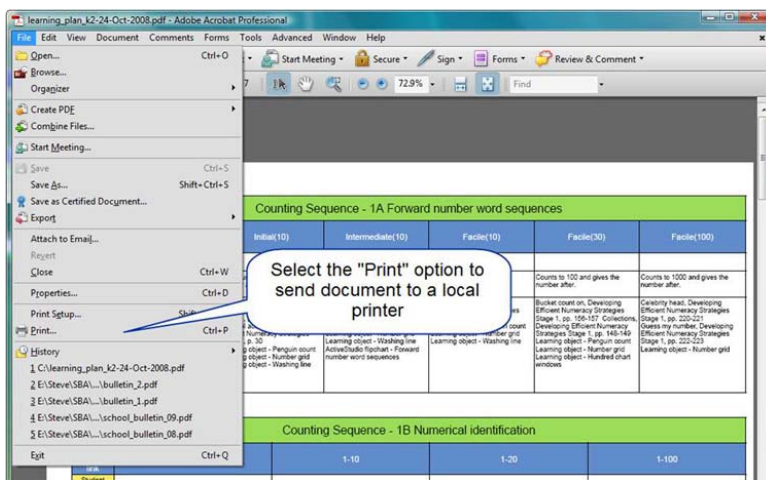 learning_plan_k2-24-Oct-2008.pdf - Adobe Acrobat Professional
File Edit View Document Comments Forms Tools Advanced Window Help
Open... Ctrl+O
Start Meeting Secure Sign Forms Review & Comment
Browse...
Organizer
7 72.9% Find
Create PDF
Combine Files...
Start Meeting...
Save Ctrl+S
Save As... Shift+Ctrl+S
Save as Certified Document...
Export
Attach to Email...
Revert
Close Ctrl+W
Properties... Ctrl+D
Print Setup...
Print... Ctrl+P
History
1 C:\learning_plan_k2-24-Oct-2008.pdf
2 E:\Steve\SBA\...\bulletin_2.pdf
3 E:\Steve\SBA\...\bulletin_1.pdf
4 E:\Steve\SBA\...\school_bulletin_09.pdf
5 E:\Steve\SBA\...\school_bulletin_08.pdf
Exit Ctrl+Q
Counting Sequence - 1A Forward number word sequences
Initial(10) Intermediate(10) Facile(10) Facile(30) Facile(100)
Select the "Print" option to
send document to a local
printer
Counts to 100 and gives the
number after.
Counts to 1000 and gives the
number after.
Bucket count on, Developing
Efficient Numeracy Strategies
Stage 1, pp. 156-157 Collections,
Developing Efficient Numeracy
Strategies Stage 1, pp. 148-149
Learning object - Penguin count
Learning object - Number grid
Learning object - Hundred chart
windows
Celebrity head, Developing
Efficient Numeracy Strategies
Stage 1, pp. 220-221
Guess my number, Developing
Efficient Numeracy Strategies
Stage 1, pp. 222-223
Learning object - Number grid
p. 30
object - Penguin count
object - Number grid
object - Washing line
Learning object - Washing line
ActivStudio flipchart - Forward
number word sequences
Learning object - Washing line
Counting Sequence - 1B Numerical identification
1-10 1-20 1-100
Student